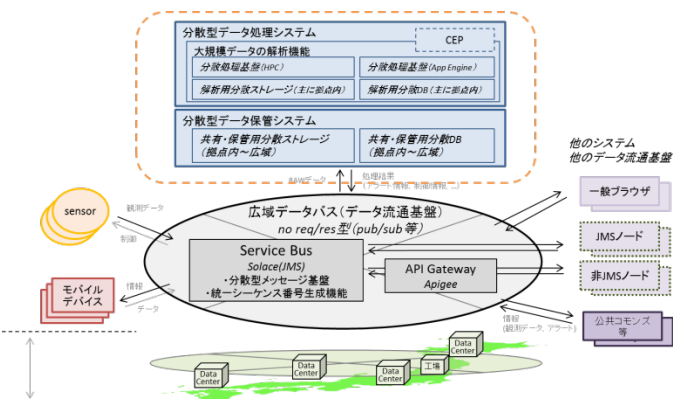 分散型データ処理システム
CEP
大規模データの解析機能
分散処理基盤(HPC)
分散処理基盤(App Engine)
解析用分散ストレージ(主に拠点内)
解析用分散DB(主に拠点内)
分散型データ保管システム
共有・保管用分散ストレージ
(拠点内～広域)
共有・保管用分散DB
(拠点内～広域)
他のシステム
他のデータ流通基盤
RAWデータ
処理結果
(アラート情報、制御情報、...)
sensor
観測データ
制御
広域データバス(データ流通基盤)
no req/res型(pub/sub等)
一般ブラウザ
Service Bus
Solace(JMS)
・分散型メッセージ基盤
・統一シーケンス番号生成機能
API Gateway
Apigee
JMSノード
非JMSノード
モバイル
デバイス
情報
データ
情報
(観測データ、アラート)
公共コモンズ
等
Data
Center
Data
Center
Data
Center
工場
Data
Center